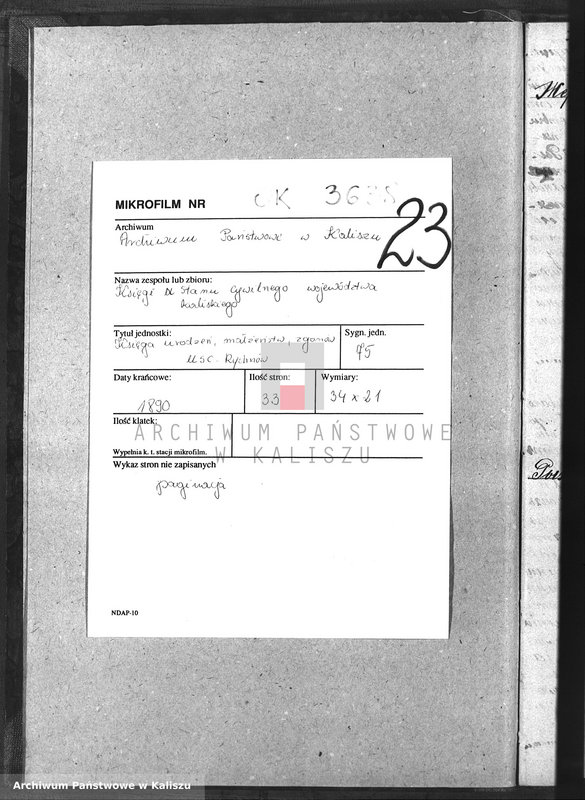 MIKROFILM NR CK 3638
23
Archiwum
Archiwum Państwowe w Kaliszu
Nazwa zespołu lub zbioru:
Księgi Stanu Cywilnego województwa
kaliskiego
Tytuł jednostki:
Księga urodzeń, małżeństw, zgonów
USC - Rychnów
Sygn. jedn.
75
Daty krańcowe:
1890
Ilość stron:
33
Wymiary:
34 x 21
Ilość klatek:
Wypełnia k. t. stacji mikrofilm.
ARCHIWUM PAŃSTWOWE
W KALISZU
Wykaz stron nie zapisanych
paginacja
NDAP-10
Archiwum Państwowe w Kaliszu